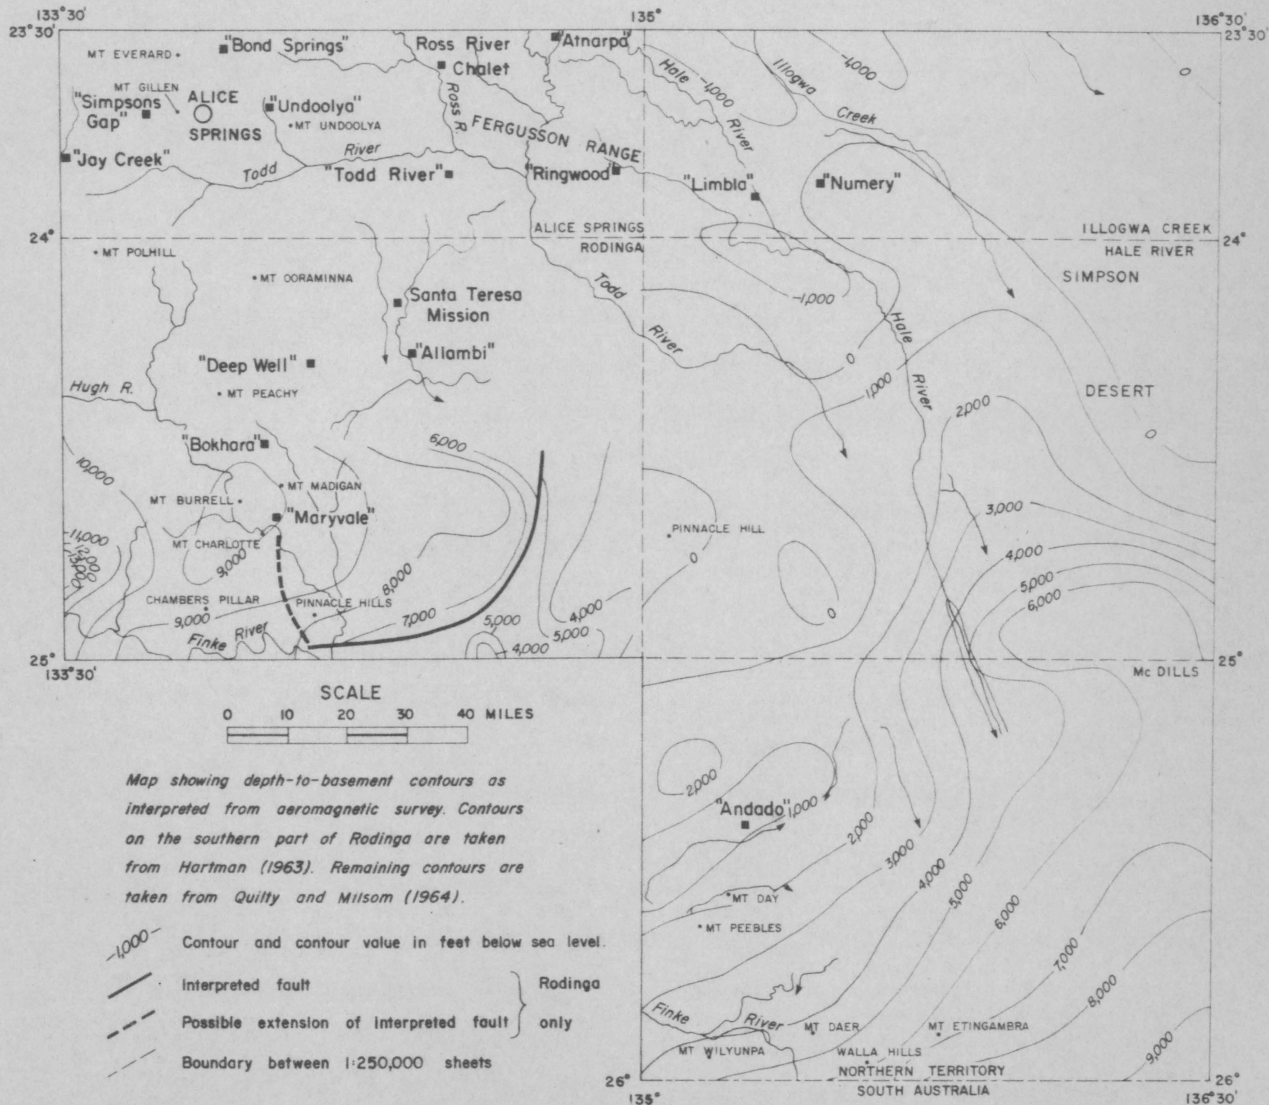 133°30'
135°
136°30'
23°30'
23°30'
MT EVERARD
"Bond Springs"
Ross River
Chalet
"Atnarpa"
Hale
River
-1,000
Illogwa
Creek
-1,000
0
MT GILLEN
"Simpsons
Gap"
ALICE
SPRINGS
"Undoolya"
MT UNDOOLYA
Ross R.
FERGUSSON RANGE
"Jay Creek"
Todd
River
"Todd River"
"Ringwood"
"Limbla"
"Numery"
ALICE SPRINGS
RODINGA
ILLOGWA CREEK
HALE RIVER
24°
24°
MT POLHILL
MT OORAMINNA
SIMPSON
Santa Teresa
Mission
Todd
River
-1,000
Hale
River
"Allambi"
"Deep Well"
0
1,000
DESERT
Hugh R.
MT PEACHY
2,000
0
"Bokhara"
6,000
10,000
MT MADIGAN
MT BURRELL
"Maryvale"
3,000
PINNACLE HILL
0
11,000
12,000
13,000
MT CHARLOTTE
9,000
8,000
4,000
5,000
6,000
CHAMBERS PILLAR
PINNACLE HILLS
9,000
7,000
5,000
4,000
5,000
4,000
0
Finke River
25°
25°
133°30'
Mc DILLS
SCALE
0 10 20 30 40 MILES
Map showing depth-to-basement contours as
interpreted from aeromagnetic survey. Contours
on the southern part of Rodinga are taken
from Hartman (1963). Remaining contours are
taken from Quilty and Milsom (1964).
2,000
"Andado"
1,000
2,000
3,000
4,000
5,000
6,000
7,000
8,000
9,000
MT DAY
MT PEEBLES
-1,000
Contour and contour value in feet below sea level.
Interpreted fault
Possible extension of interpreted fault
Rodinga
only
Boundary between 1:250,000 sheets
Finke
River
MT DAER
MT ETINGAMBRA
MT WILYUNPA
WALLA HILLS
NORTHERN TERRITORY
SOUTH AUSTRALIA
26°
26°
135°
136°30'